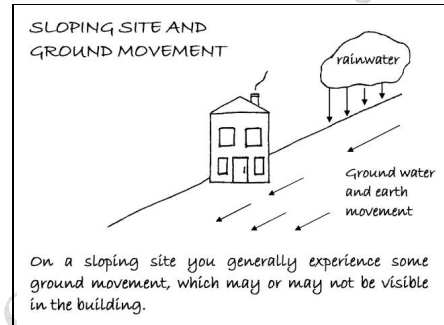 SLOPING SITE AND
GROUND MOVEMENT
rainwater
Ground water
and earth
movement
On a sloping site you generally experience some
ground movement, which may or may not be visible
in the building.